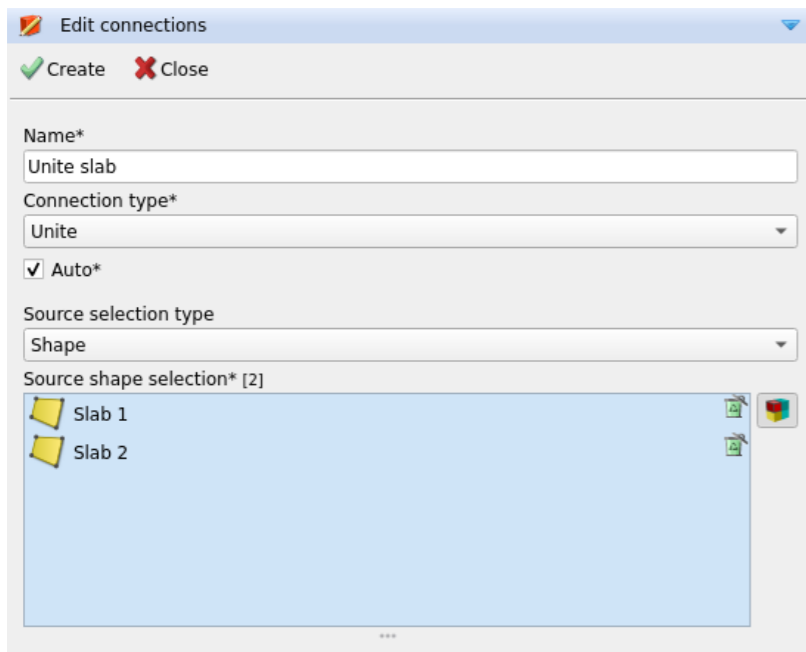 Edit connections
Create Close
Name*
Unite slab
Connection type*
Unite
Auto*
Source selection type
Shape
Source shape selection* [2]
Slab 1
Slab 2